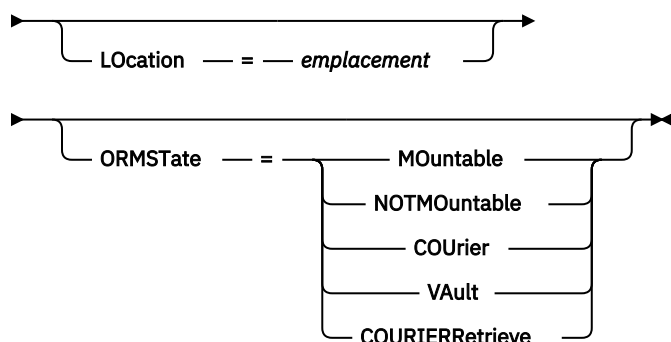 LOcation = emplacement
ORMSTate = MOuntable
NOTMOuntable
COUrier
VAult
COURIERRetrieve